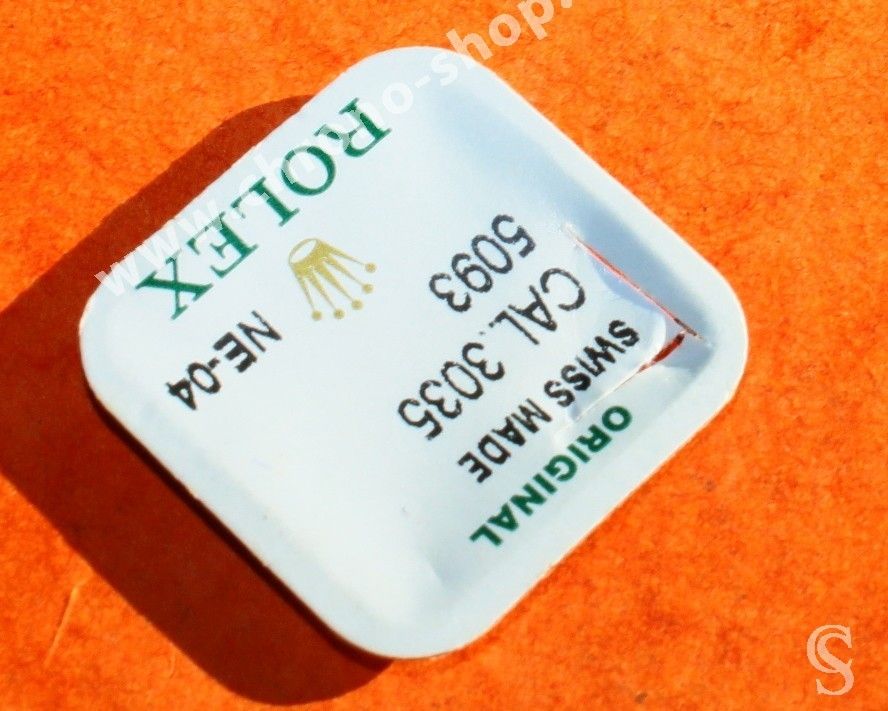 ORIGINAL
SWISS MADE
CAL. 3035
5093
NE-04
ROLEX
www.chrono-shop.